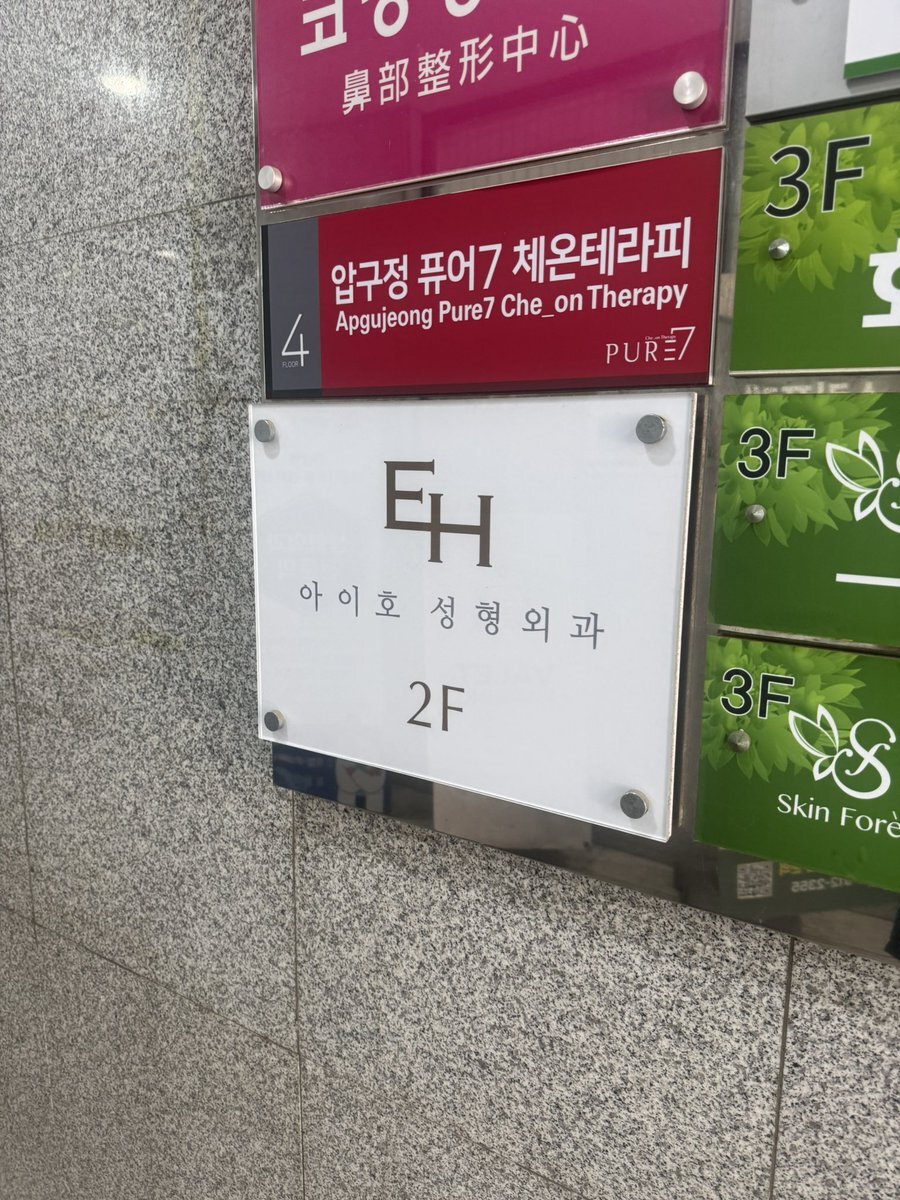 鼻部整形中心
압구정 퓨어7 체온테라피
Apgujeong Pure7 Che_on Therapy
4
FLOOR
Che_on Therapy
PURE7
EH
아이호 성형외과
2F
3F
3F
3F
Skin Forê